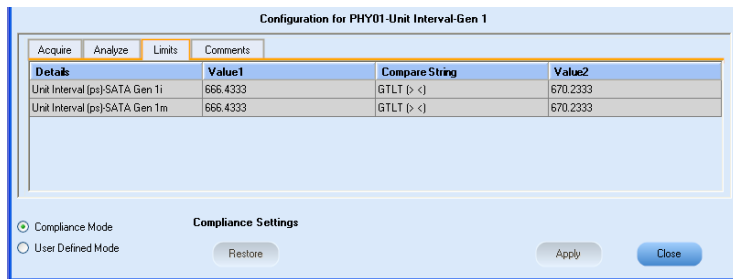 Configuration for PHY01-Unit Interval-Gen 1
Acquire Analyze Limits Comments
Details Value1 Compare String Value2
Unit Interval (ps)-SATA Gen 1i 666.4333 GTLT (> <) 670.2333
Unit Interval (ps)-SATA Gen 1m 666.4333 GTLT (> <) 670.2333
Compliance Mode Compliance Settings
User Defined Mode Restore Apply Close